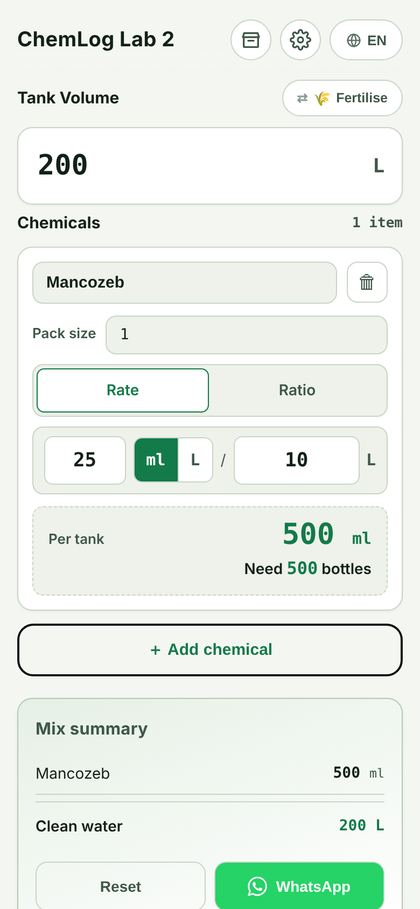 ChemLog Lab 2
EN
Tank Volume
⇄ 🌾 Fertilise
200 L
Chemicals
1 item
Mancozeb
Pack size 1
Rate
Ratio
25 ml L / 10 L
Per tank 500 ml
Need 500 bottles
+ Add chemical
Mix summary
Mancozeb 500 ml
Clean water 200 L
Reset
WhatsApp